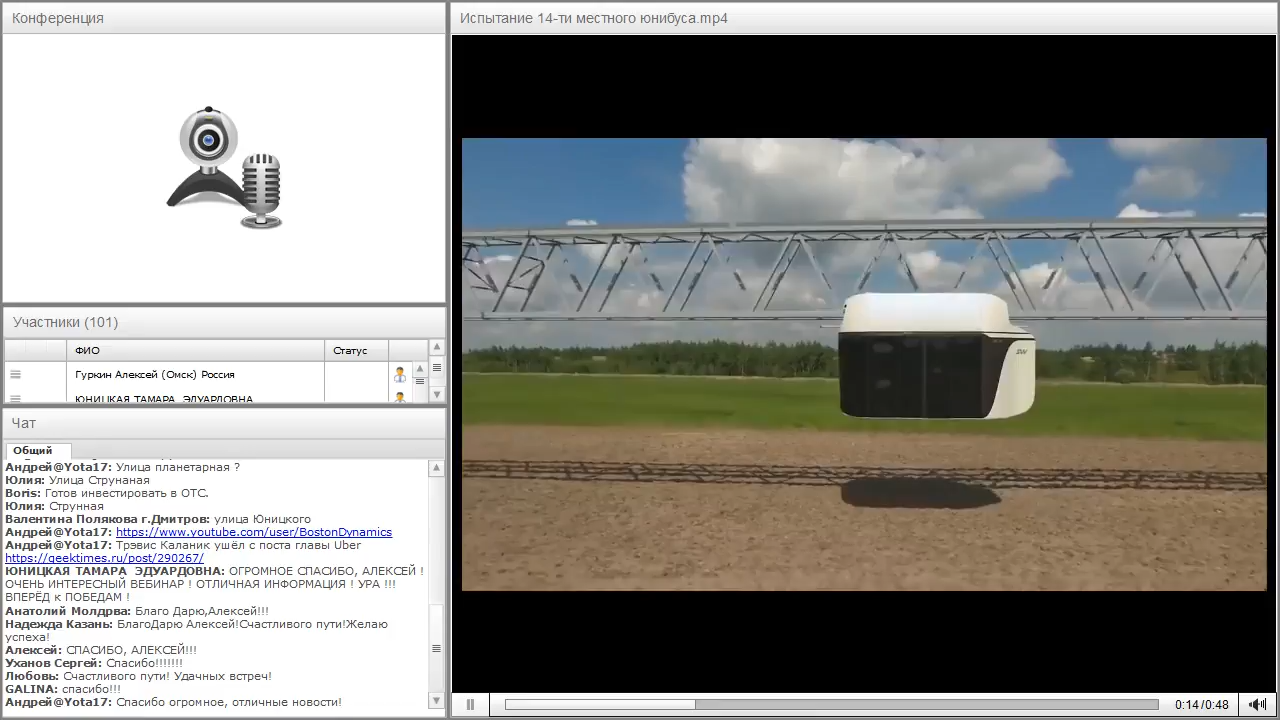 Конференция
Испытание 14-ти местного юнибуса.mp4
Участники (101)
ФИО Статус
Гуркин Алексей (Омск) Россия
ЮНИЦКАЯ ТАМАРА ЭДУАРДОВНА
Чат
Общий
Андрей@Yota17: Улица планетарная ?
Юлия: Улица Струнаная
Boris: Готов инвестировать в ОТС.
Юлия: Струнная
Валентина Полякова г.Дмитров: улица Юницкого
Андрей@Yota17: https://www.youtube.com/user/BostonDynamics
Андрей@Yota17: Трэвис Каланик ушёл с поста главы Uber
https://geektimes.ru/post/290267/
ЮНИЦКАЯ ТАМАРА ЭДУАРДОВНА: ОГРОМНОЕ СПАСИБО, АЛЕКСЕЙ !
ОЧЕНЬ ИНТЕРЕСНЫЙ ВЕБИНАР ! ОТЛИЧНАЯ ИНФОРМАЦИЯ ! УРА !!!
ВПЕРЁД к ПОБЕДАМ !
Анатолий Молдрва: Благо Дарю,Алексей!!!
Надежда Казань: БлагоДарю Алексей!Счастливого пути!Желаю
успеха!
Алексей: СПАСИБО, АЛЕКСЕЙ!!!
Уханов Сергей: Спасибо!!!!!!!
Любовь: Счастливого пути! Удачных встреч!
GALINA: спасибо!!!
Андрей@Yota17: Спасибо огромное, отличные новости!
0:14/0:48